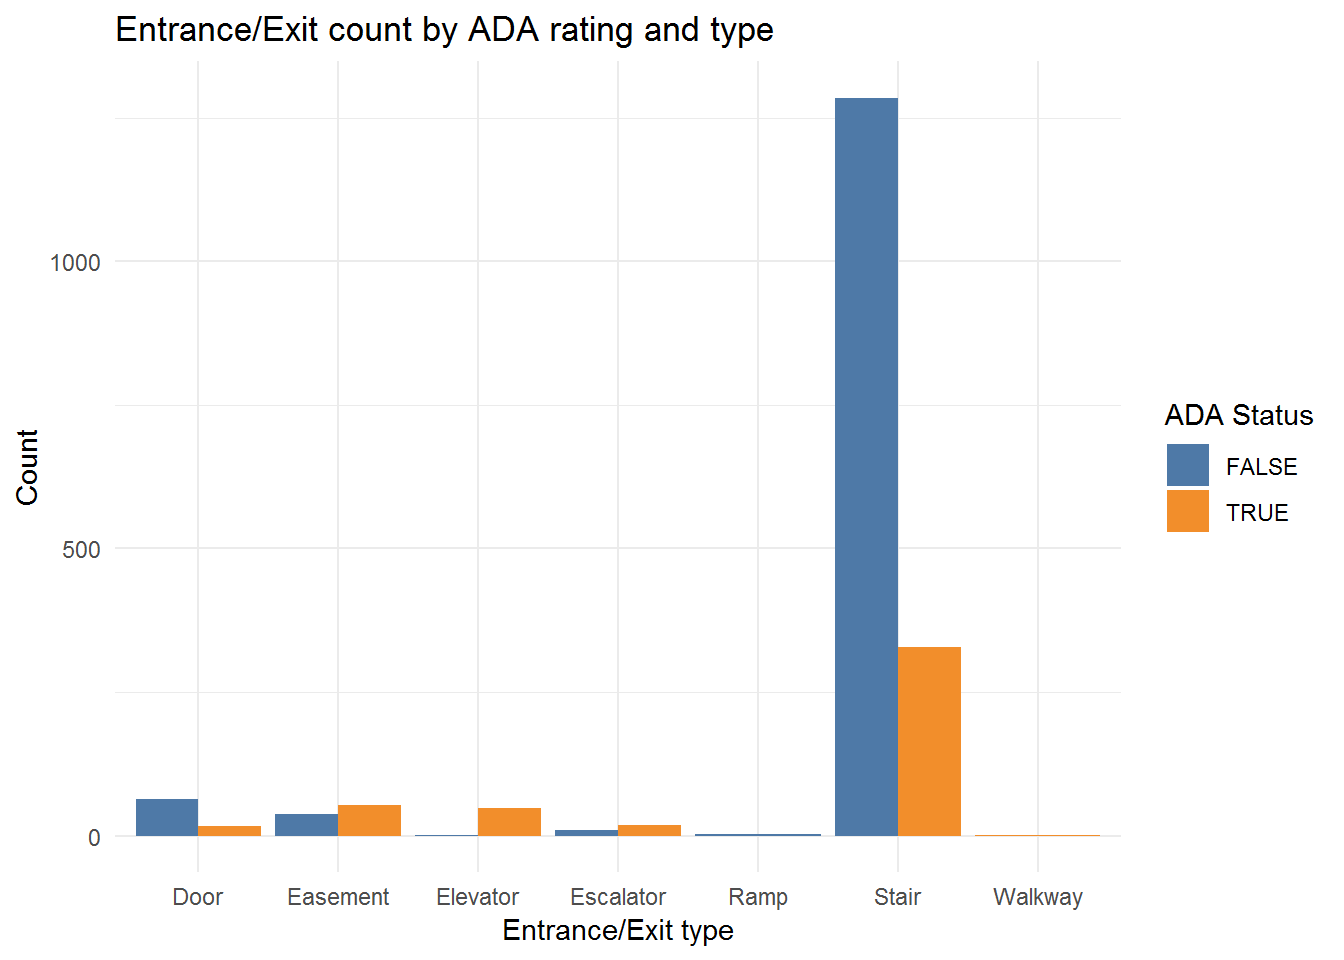 Entrance/Exit count by ADA rating and type
Count
1000
500
0
Door Easement Elevator Escalator Ramp Stair Walkway
Entrance/Exit type
ADA Status
FALSE
TRUE